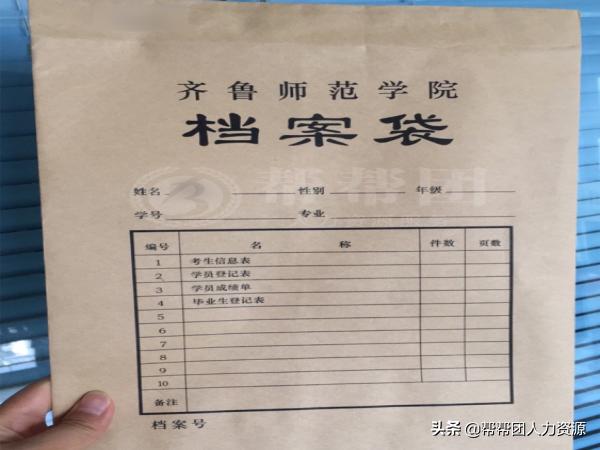 齐鲁师范学院
档案袋
帮帮团
姓名 性别 年级
学号 专业
编号 名 称 件数 页数
1 考生信息表
2 学员登记表
3 学员成绩单
4 毕业生登记表
5
6
7
8
9
10
备注
档案号
头条 @帮帮团人力资源